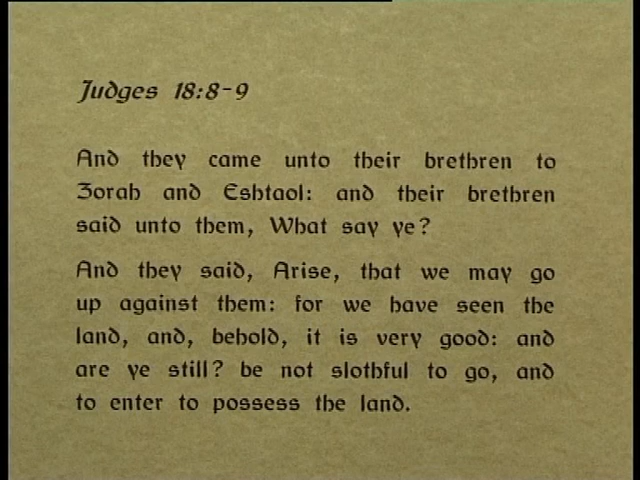 Judges 18:8-9
And they came unto their brethren to
Zorah and Eshtaol: and their brethren
said unto them, What say ye?
And they said, Arise, that we may go
up against them: for we have seen the
land, and, behold, it is very good: and
are ye still? be not slothful to go, and
to enter to possess the land.